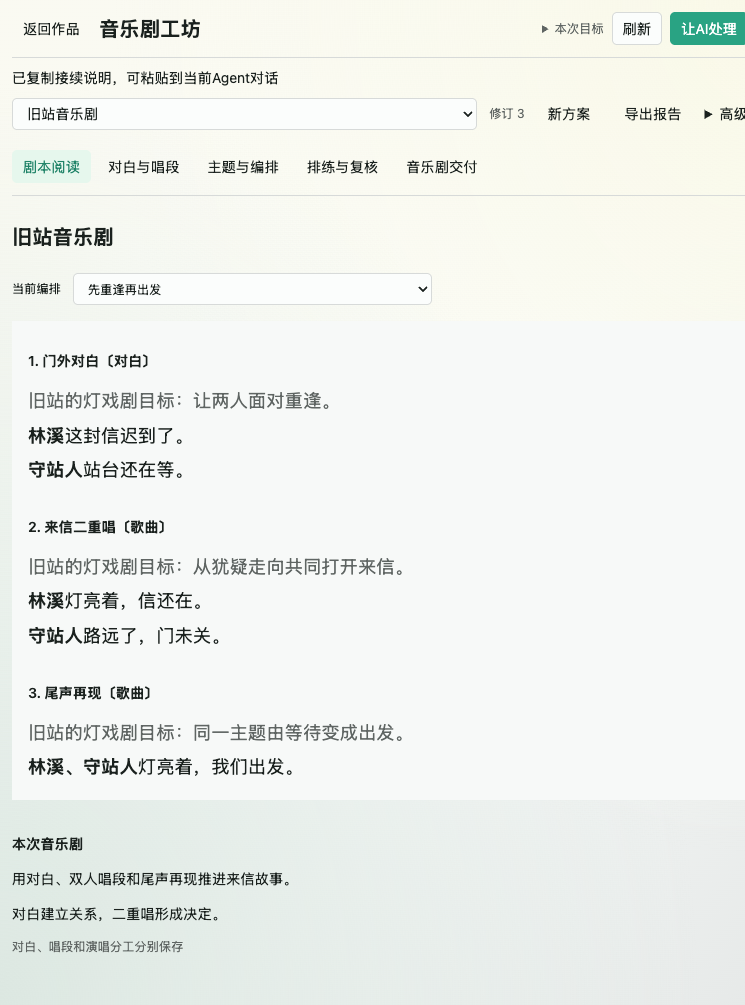 返回作品 音乐剧工坊 ▶ 本次目标 刷新 让AI处理
已复制接续说明，可粘贴到当前Agent对话
旧站音乐剧 修订 3 新方案 导出报告 ▶ 高级
剧本阅读 对白与唱段 主题与编排 排练与复核 音乐剧交付
旧站音乐剧
当前编排 先重逢再出发
1. 门外对白〔对白〕
旧站的灯戏剧目标：让两人面对重逢。
林溪这封信迟到了。
守站人站台还在等。
2. 来信二重唱〔歌曲〕
旧站的灯戏剧目标：从犹疑走向共同打开来信。
林溪灯亮着，信还在。
守站人路远了，门未关。
3. 尾声再现〔歌曲〕
旧站的灯戏剧目标：同一主题由等待变成出发。
林溪、守站人灯亮着，我们出发。
本次音乐剧
用对白、双人唱段和尾声再现推进来信故事。
对白建立关系，二重唱形成决定。
对白、唱段和演唱分工分别保存